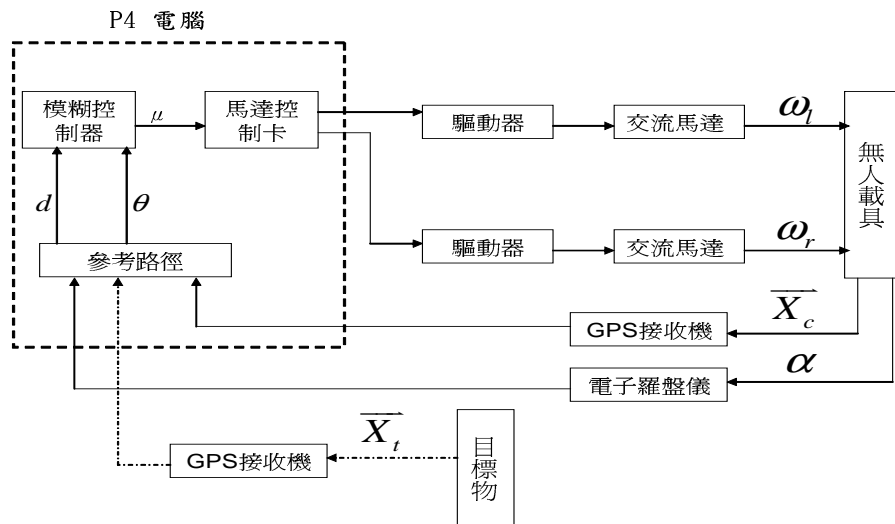 P4 電腦
模糊控
制器
μ
馬達控
制卡
驅動器
交流馬達
ω_l
無人載具
d
θ
參考路徑
驅動器
交流馬達
ω_r
GPS接收機
\overrightarrow{X_c}
電子羅盤儀
α
GPS接收機
\overrightarrow{X_t}
目標物